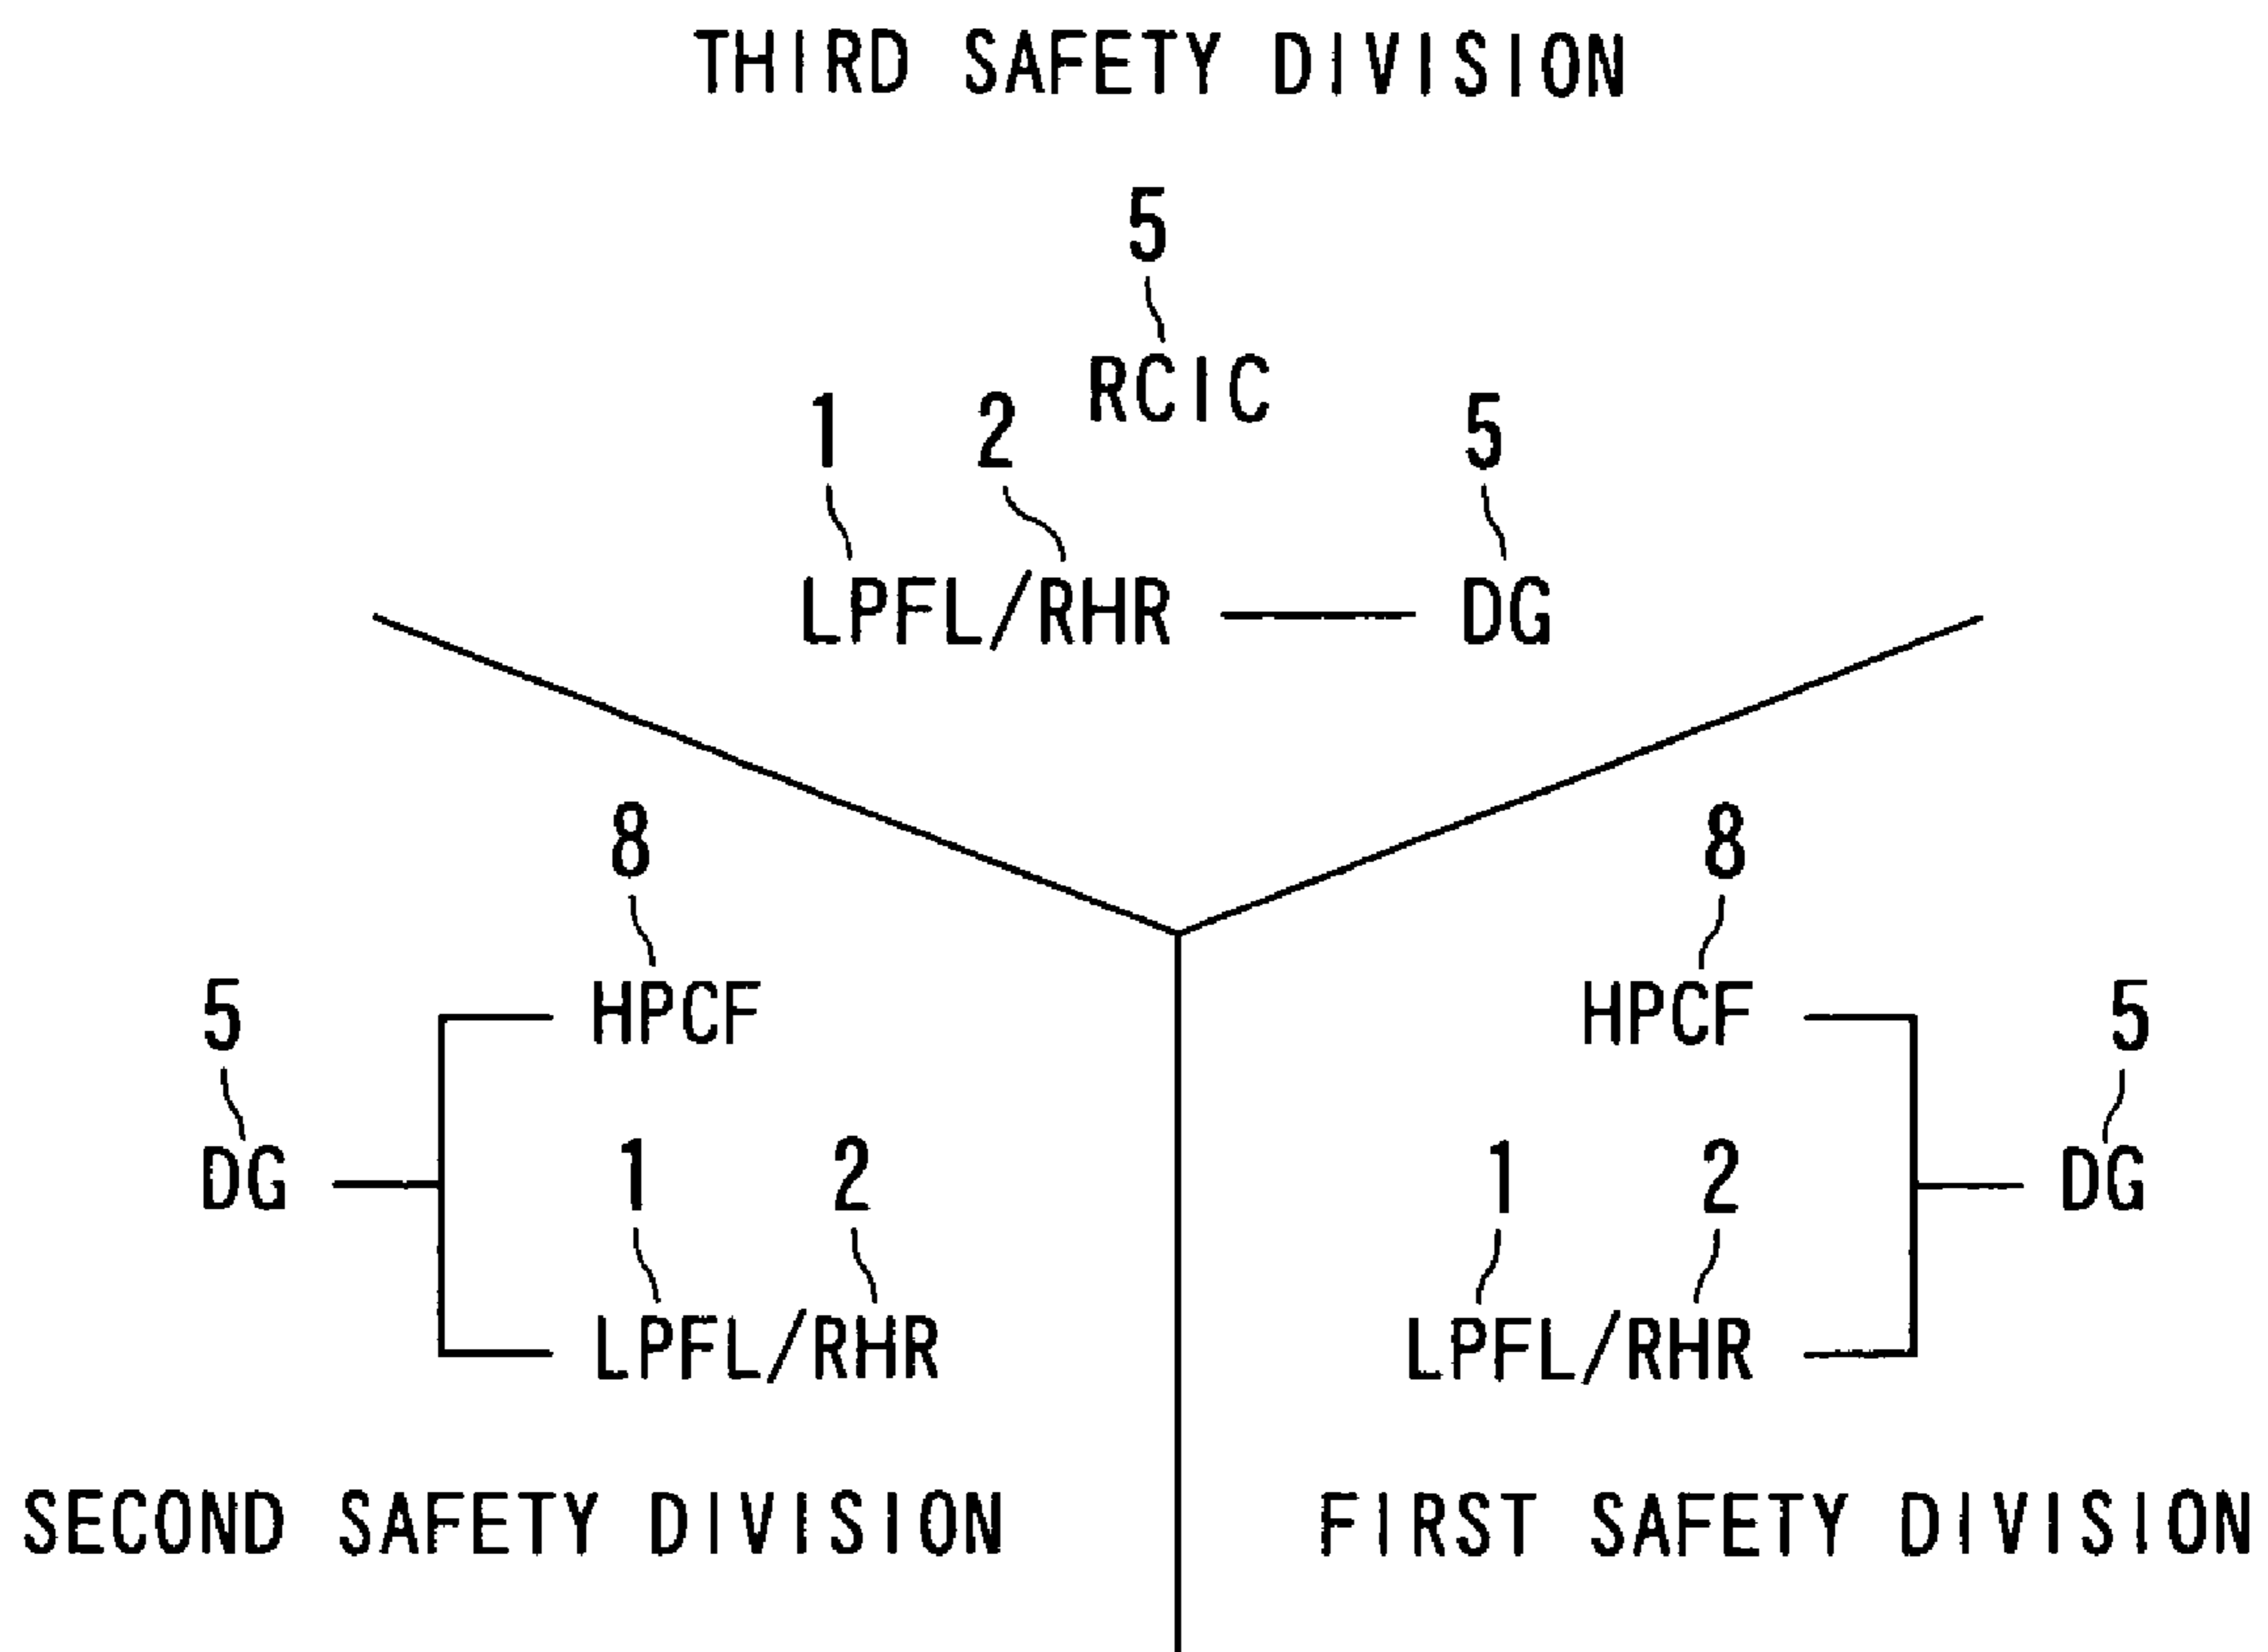 THIRD SAFETY DIVISION
5
RCIC
1 2 5
LPFL/RHR DG
8 8
HPCF HPCF
5 5
DG DG
1 2 1 2
LPFL/RHR LPFL/RHR
SECOND SAFETY DIVISION FIRST SAFETY DIVISION